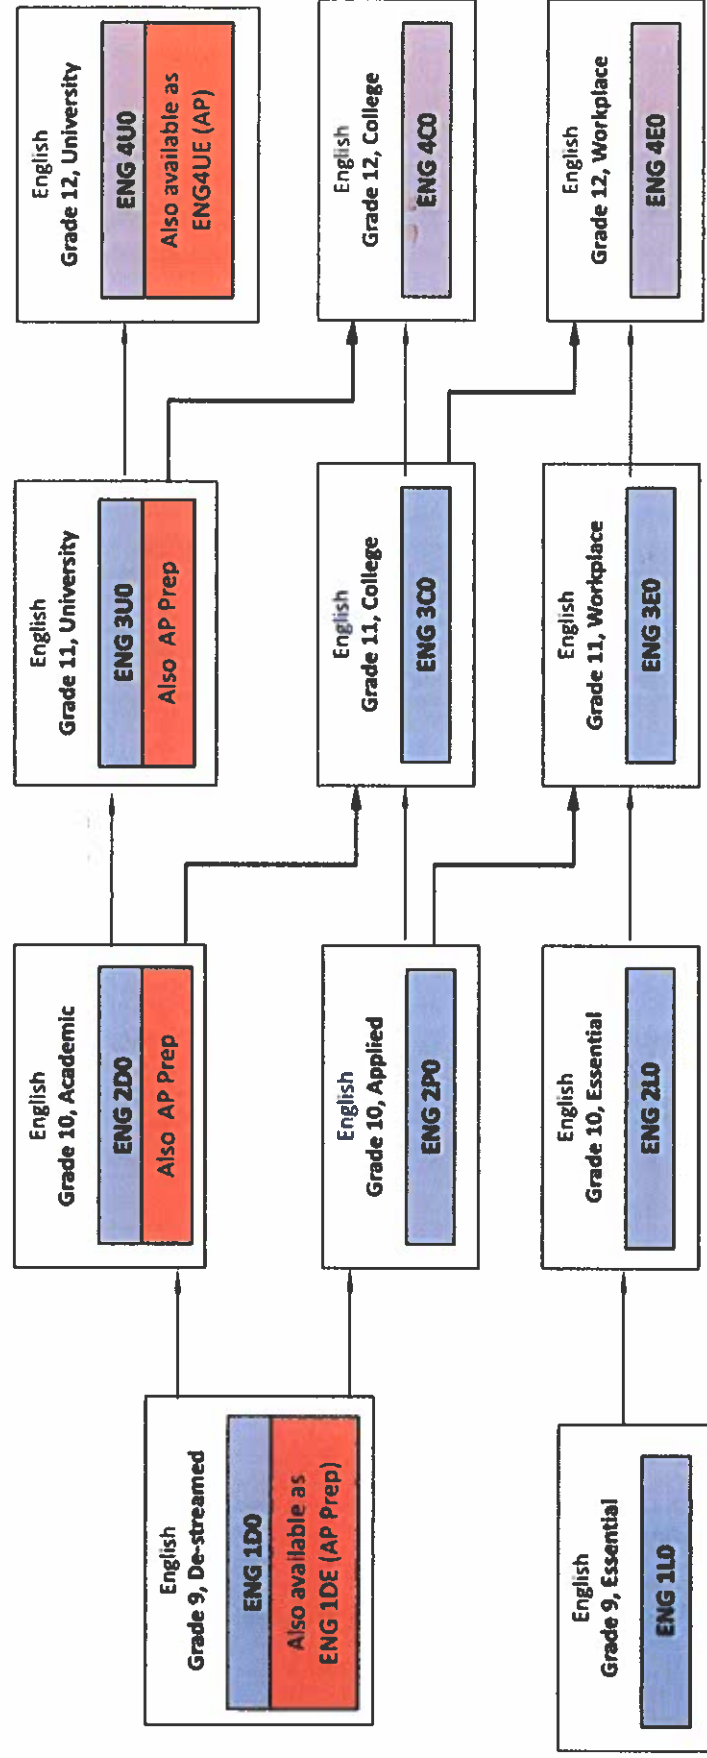 English
Grade 9, De-streamed
ENG 1D0
Also available as
ENG 1DE (AP Prep)
English
Grade 9, Essential
ENG 1L0
English
Grade 10, Academic
ENG 2D0
Also AP Prep
English
Grade 10, Applied
ENG 2P0
English
Grade 10, Essential
ENG 2L0
English
Grade 11, University
ENG 3U0
Also AP Prep
English
Grade 11, College
ENG 3C0
English
Grade 11, Workplace
ENG 3E0
English
Grade 12, University
ENG 4U0
Also available as
ENG4UE (AP)
English
Grade 12, College
ENG 4C0
English
Grade 12, Workplace
ENG 4E0